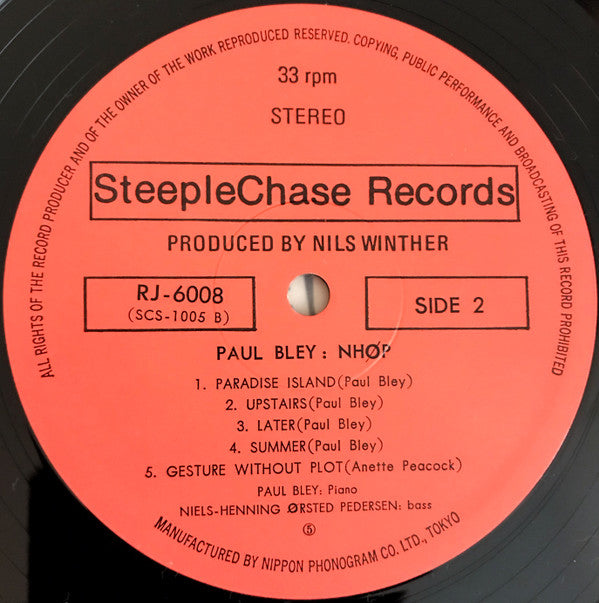 ALL RIGHTS OF THE RECORD PRODUCER AND OF THE OWNER OF THE WORK REPRODUCED RESERVED. COPYING, PUBLIC PERFORMANCE AND BROADCASTING OF THIS RECORD PROHIBITED
33 rpm
STEREO
SteepleChase Records
PRODUCED BY NILS WINTHER
RJ-6008
(SCS-1005 B)
SIDE 2
PAUL BLEY : NHØP
1. PARADISE ISLAND(Paul Bley)
2. UPSTAIRS(Paul Bley)
3. LATER(Paul Bley)
4. SUMMER(Paul Bley)
5. GESTURE WITHOUT PLOT(Anette Peacock)
PAUL BLEY: Piano
NIELS-HENNING ØRSTED PEDERSEN: bass
⑤
MANUFACTURED BY NIPPON PHONOGRAM CO. LTD., TOKYO